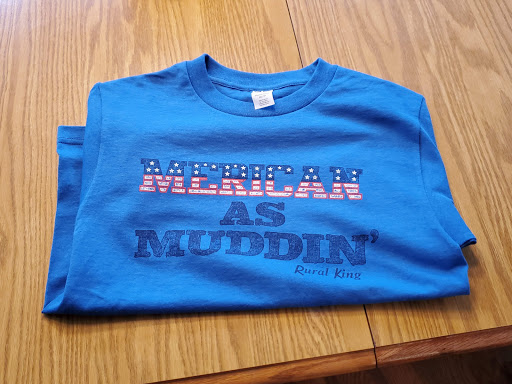 MERICAN
AS
MUDDIN'
Rural King